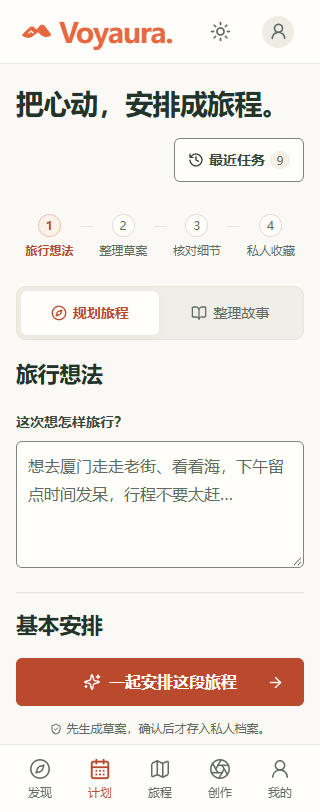 Voyaura.
把心动，安排成旅程。
最近任务 9
1 2 3 4
旅行想法 整理草案 核对细节 私人收藏
规划旅程 整理故事
旅行想法
这次想怎样旅行？
想去厦门走走老街、看看海，下午留
点时间发呆，行程不要太赶...
基本安排
一起安排这段旅程
先生成草案，确认后才存入私人档案。
发现 计划 旅程 创作 我的